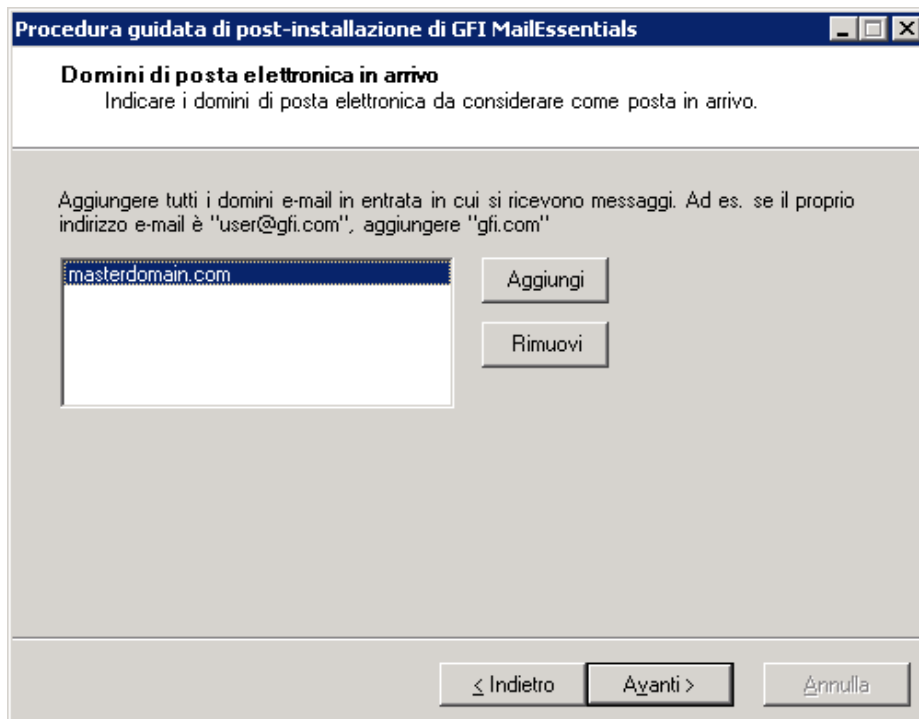 Procedura guidata di post-installazione di GFI MailEssentials
Domini di posta elettronica in arrivo
Indicare i domini di posta elettronica da considerare come posta in arrivo.
Aggiungere tutti i domini e-mail in entrata in cui si ricevono messaggi. Ad es. se il proprio
indirizzo e-mail è "user@gfi.com", aggiungere "gfi.com"
masterdomain.com
Aggiungi
Rimuovi
< Indietro
Avanti >
Annulla